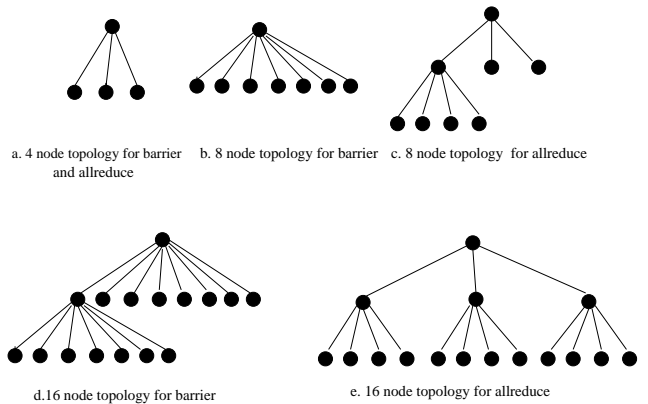 a. 4 node topology for barrier
and allreduce
b. 8 node topology for barrier
c. 8 node topology for allreduce
d.16 node topology for barrier
e. 16 node topology for allreduce